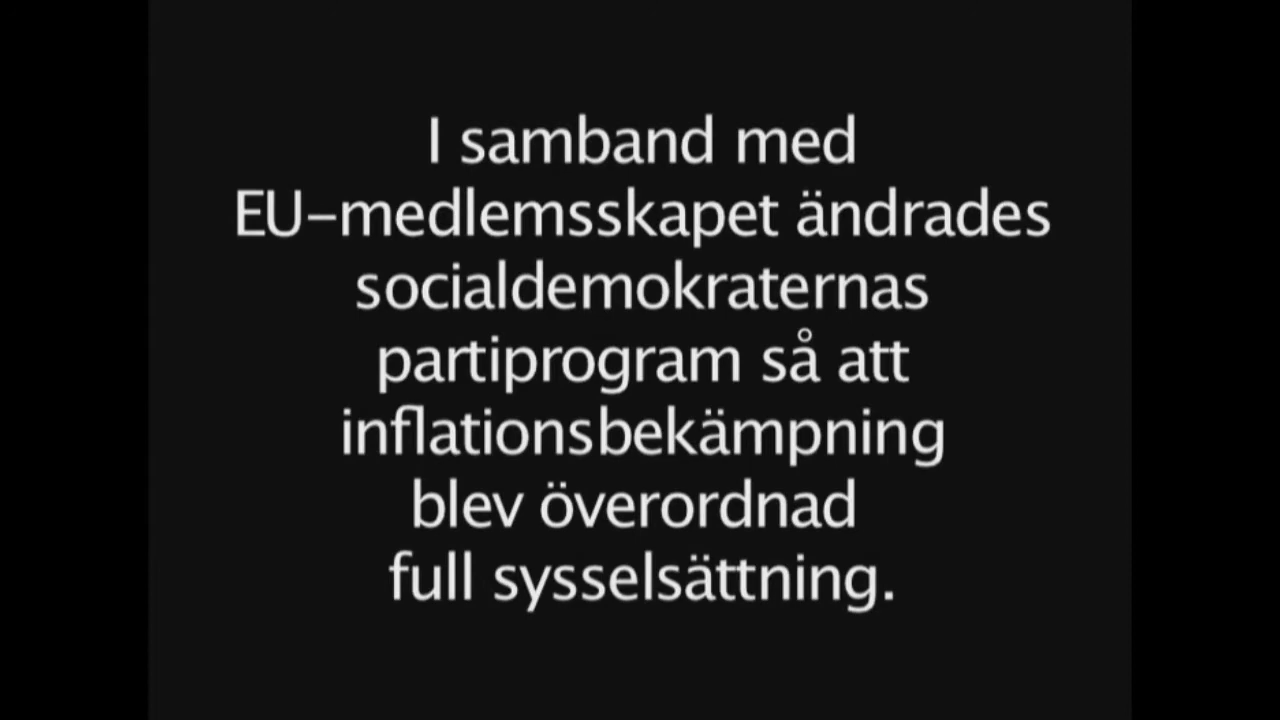 I samband med
EU–medlemsskapet ändrades
socialdemokraternas
partiprogram så att
inflationsbekämpning
blev överordnad
full sysselsättning.